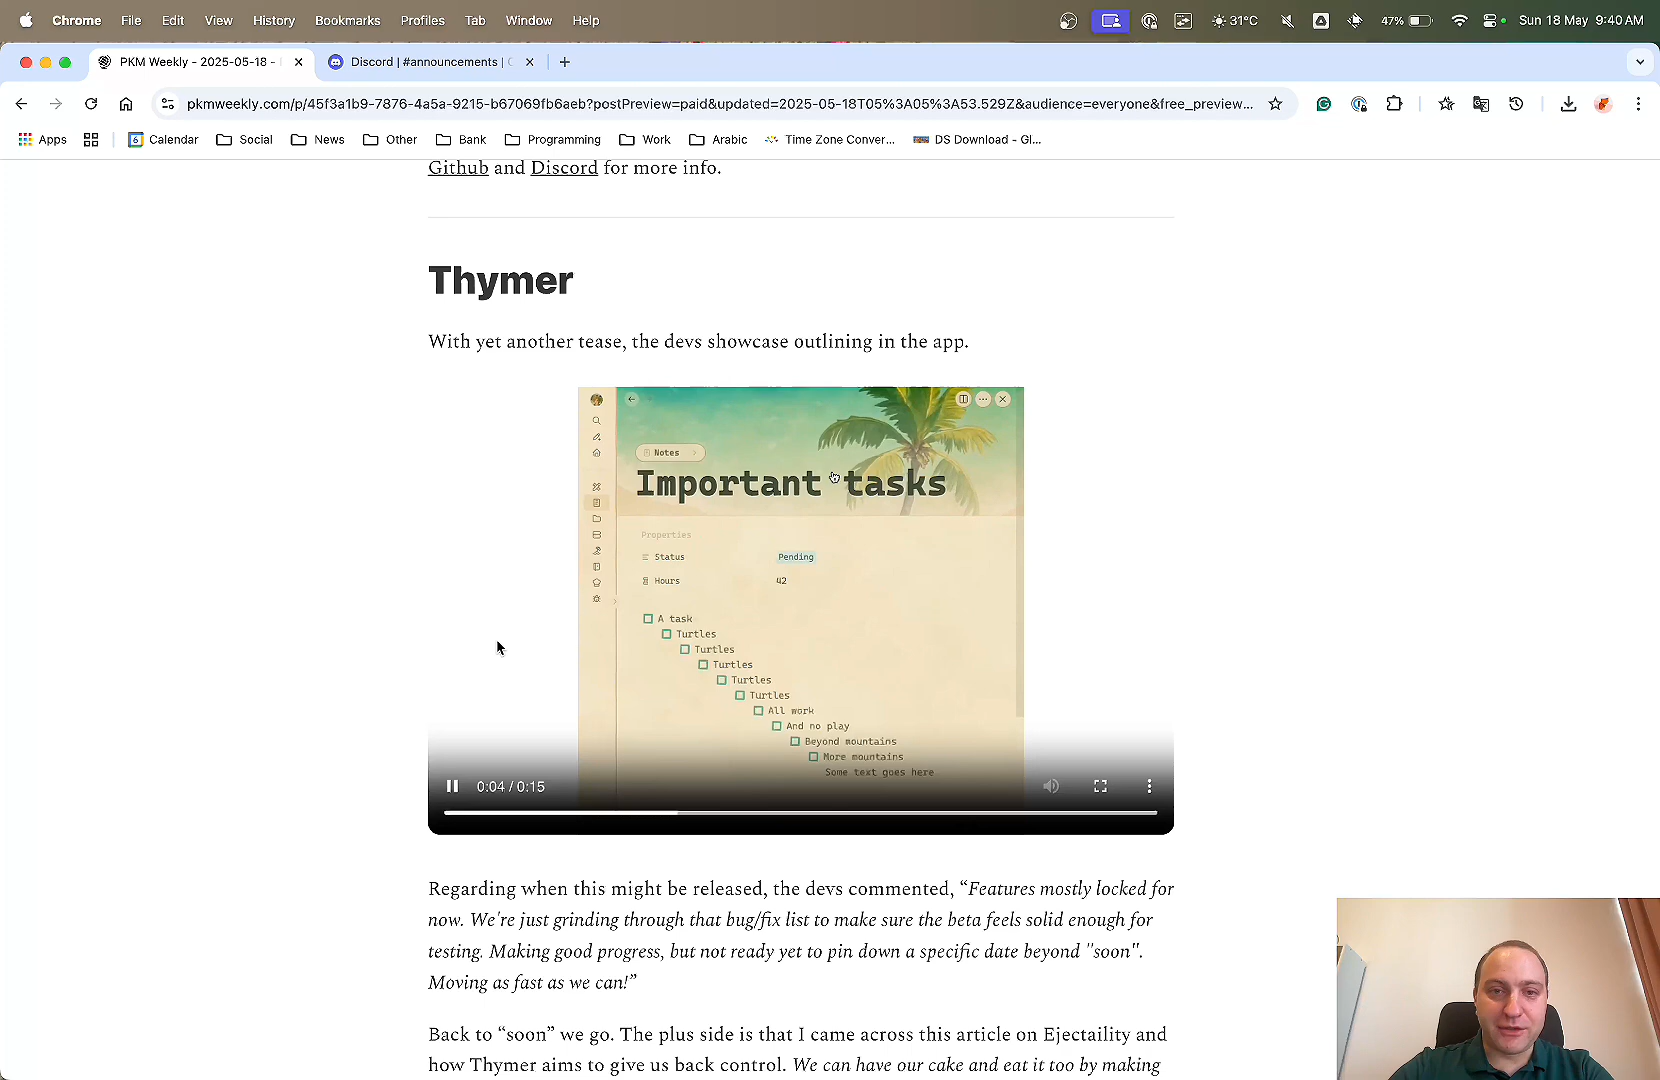 Chrome File Edit View History Bookmarks Profiles Tab Window Help 31°C 47% Sun 18 May 9:40 AM
PKM Weekly - 2025-05-18 - Discord | #announcements |
pkmweekly.com/p/45f3a1b9-7876-4a5a-9215-b67069fb6aeb?postPreview=paid&updated=2025-05-18T05%3A05%3A53.529Z&audience=everyone&free_preview...
Apps Calendar Social News Other Bank Programming Work Arabic Time Zone Conver... DS Download - Gl...
Github and Discord for more info.
Thymer
With yet another tease, the devs showcase outlining in the app.
Notes
Important tasks
Properties
Status Pending
Hours 42
A task
Turtles
Turtles
Turtles
Turtles
Turtles
All work
And no play
Beyond mountains
More mountains
Some text goes here
0:04 / 0:15
Regarding when this might be released, the devs commented, “Features mostly locked for
now. We're just grinding through that bug/fix list to make sure the beta feels solid enough for
testing. Making good progress, but not ready yet to pin down a specific date beyond "soon".
Moving as fast as we can!”
Back to “soon” we go. The plus side is that I came across this article on Ejectaility and
how Thymer aims to give us back control. We can have our cake and eat it too by making